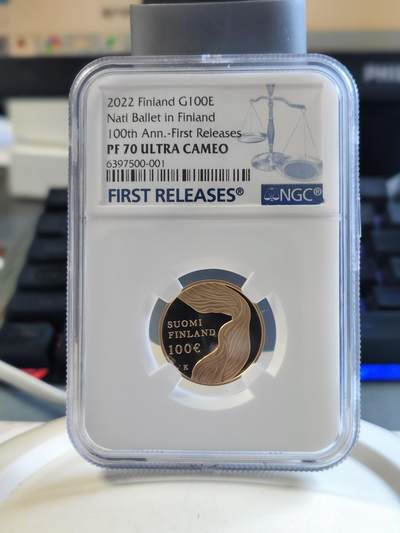 2022 Finland G100E
Natl Ballet in Finland
100th Ann.-First Releases
PF 70 ULTRA CAMEO
6397500-001
FIRST RELEASES®
NGC®
SUOMI
FINLAND
100€
K
PHI